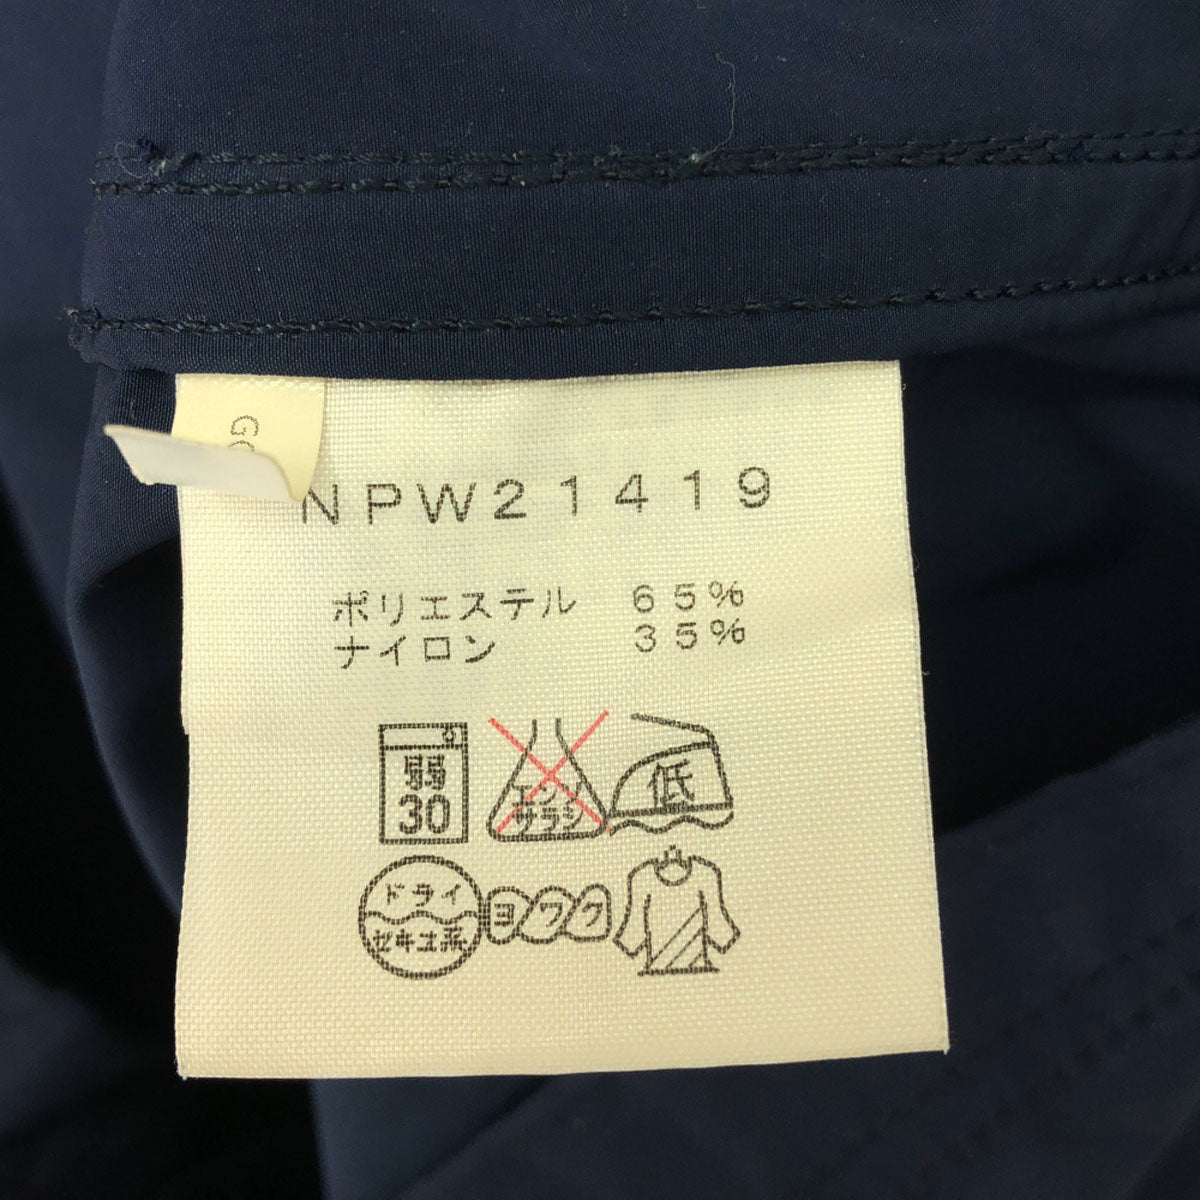 NPW21419
ポリエステル 65%
ナイロン 35%
弱
30
エンソ
サラシ
低
ドライ
セキユ系
ヨワク